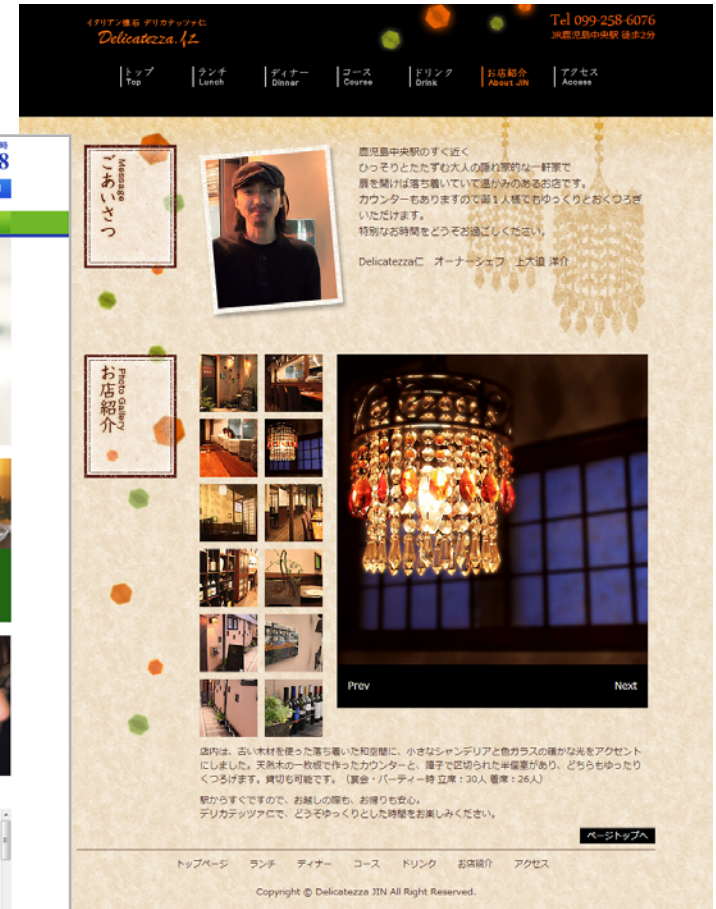 イタリアン懐石 デリカテッツァ仁
Delicatezza.仁
Tel 099-258-6076
JR鹿児島中央駅 徒歩2分
トップ
Top
ランチ
Lunch
ディナー
Dinner
コース
Course
ドリンク
Drink
お店紹介
About JIN
アクセス
Access
時
8
Message
ごあいさつ
鹿児島中央駅のすぐ近く
ひっそりとたたずむ大人の隠れ家的な一軒家で
扉を開けば落ち着いていて温かみのあるお店です。
カウンターもありますので御1人様でもゆっくりとおくつろぎ
いただけます。
特別なお時間をどうぞお過ごしください。
Delicatezza仁　オーナーシェフ　上大迫 洋介
Photo Gallery
お店紹介
Prev
Next
店内は、古い木材を使った落ち着いた和空間に、小さなシャンデリアと色ガラスの暖かな光をアクセント
にしました。天然木の一枚板で作ったカウンターと、障子で区切られた半個室があり、どちらもゆったり
くつろげます。貸切も可能です。（宴会・パーティー時 立席：30人 着席：26人）
駅からすぐですので、お越しの際も、お帰りも安心。
デリカテッツァ仁で、どうぞゆっくりとした時間をお楽しみください。
ページトップへ
トップページ
ランチ
ディナー
コース
ドリンク
お店紹介
アクセス
Copyright © Delicatezza JIN All Right Reserved.